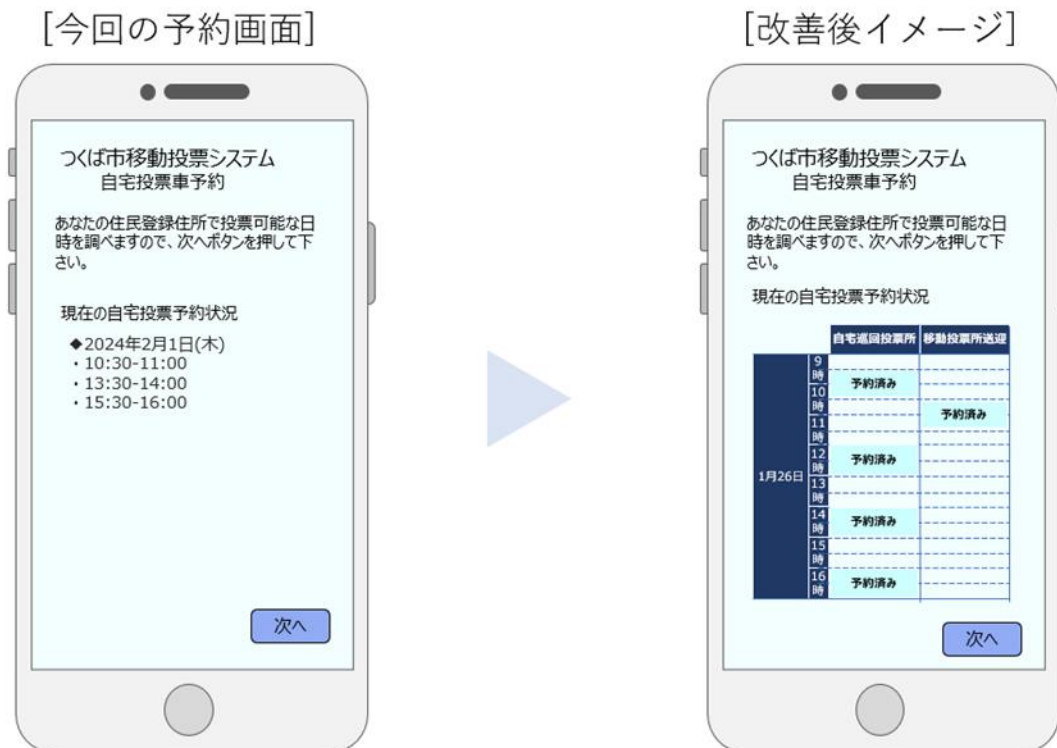 [今回の予約画面]
つくば市移動投票システム
自宅投票車予約
あなたの住民登録住所で投票可能な日
時を調べますので、次へボタンを押して下
さい。
現在の自宅投票予約状況
◆2024年2月1日(木)
・10:30-11:00
・13:30-14:00
・15:30-16:00
次へ
[改善後イメージ]
つくば市移動投票システム
自宅投票車予約
あなたの住民登録住所で投票可能な日
時を調べますので、次へボタンを押して下
さい。
現在の自宅投票予約状況
自宅巡回投票所 移動投票所送迎
1月26日
9時
予約済み
10時
予約済み
11時
12時
予約済み
13時
14時
予約済み
15時
16時
予約済み
次へ